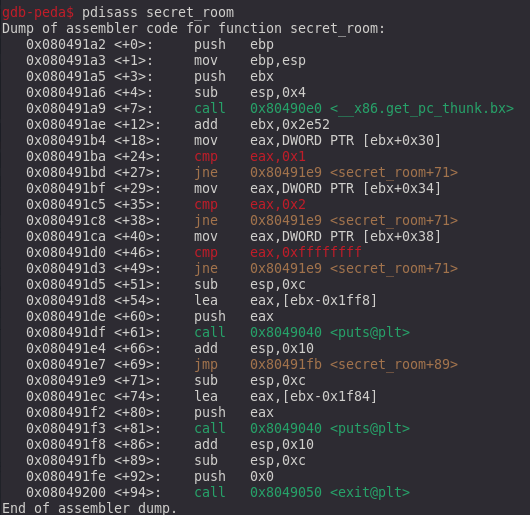 gdb-peda$ pdisass secret_room
Dump of assembler code for function secret_room:
   0x080491a2 <+0>:     push   ebp
   0x080491a3 <+1>:     mov    ebp,esp
   0x080491a5 <+3>:     push   ebx
   0x080491a6 <+4>:     sub    esp,0x4
   0x080491a9 <+7>:     call   0x80490e0 <__x86.get_pc_thunk.bx>
   0x080491ae <+12>:    add    ebx,0x2e52
   0x080491b4 <+18>:    mov    eax,DWORD PTR [ebx+0x30]
   0x080491ba <+24>:    cmp    eax,0x1
   0x080491bd <+27>:    jne    0x80491e9 <secret_room+71>
   0x080491bf <+29>:    mov    eax,DWORD PTR [ebx+0x34]
   0x080491c5 <+35>:    cmp    eax,0x2
   0x080491c8 <+38>:    jne    0x80491e9 <secret_room+71>
   0x080491ca <+40>:    mov    eax,DWORD PTR [ebx+0x38]
   0x080491d0 <+46>:    cmp    eax,0xffffffff
   0x080491d3 <+49>:    jne    0x80491e9 <secret_room+71>
   0x080491d5 <+51>:    sub    esp,0xc
   0x080491d8 <+54>:    lea    eax,[ebx-0x1ff8]
   0x080491de <+60>:    push   eax
   0x080491df <+61>:    call   0x8049040 <puts@plt>
   0x080491e4 <+66>:    add    esp,0x10
   0x080491e7 <+69>:    jmp    0x80491fb <secret_room+89>
   0x080491e9 <+71>:    sub    esp,0xc
   0x080491ec <+74>:    lea    eax,[ebx-0x1f84]
   0x080491f2 <+80>:    push   eax
   0x080491f3 <+81>:    call   0x8049040 <puts@plt>
   0x080491f8 <+86>:    add    esp,0x10
   0x080491fb <+89>:    sub    esp,0xc
   0x080491fe <+92>:    push   0x0
   0x08049200 <+94>:    call   0x8049050 <exit@plt>
End of assembler dump.